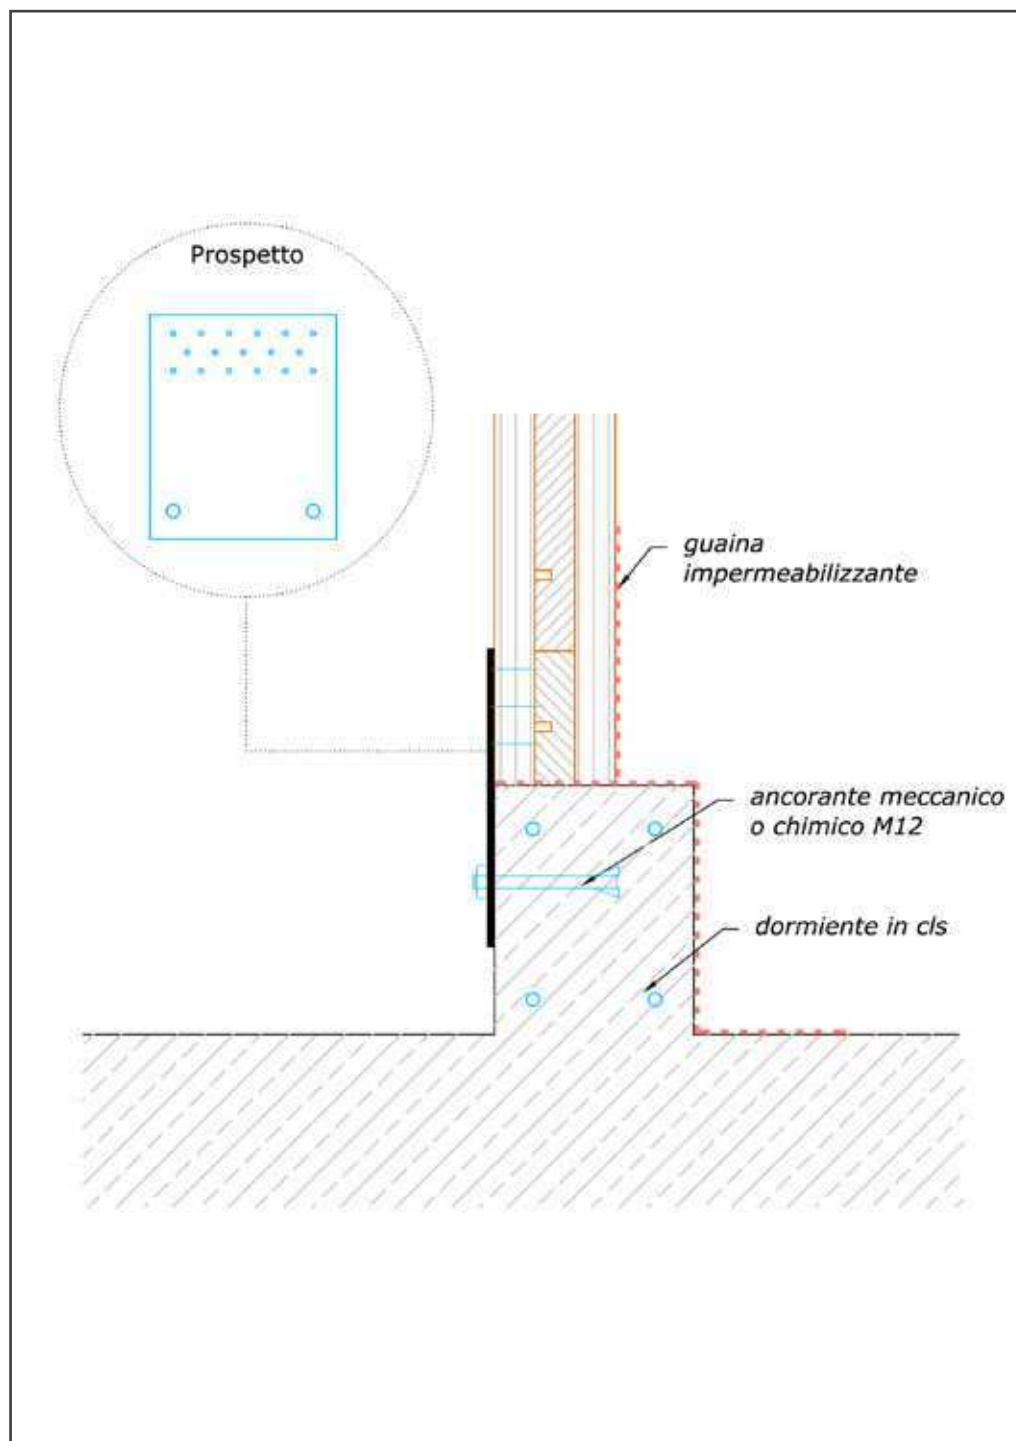 Prospetto
guaina
impermeabilizzante
ancorante meccanico
o chimico M12
dormiente in cls